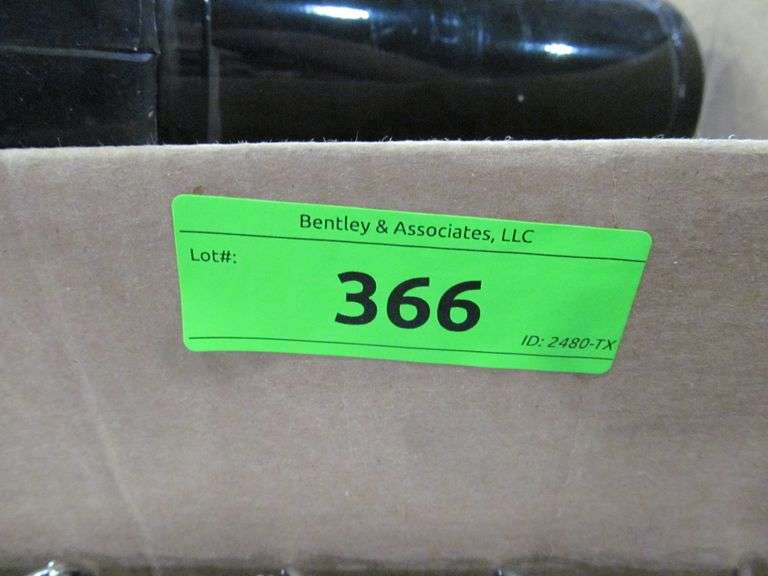 Bentley & Associates, LLC
Lot#:
366
ID: 2480-TX